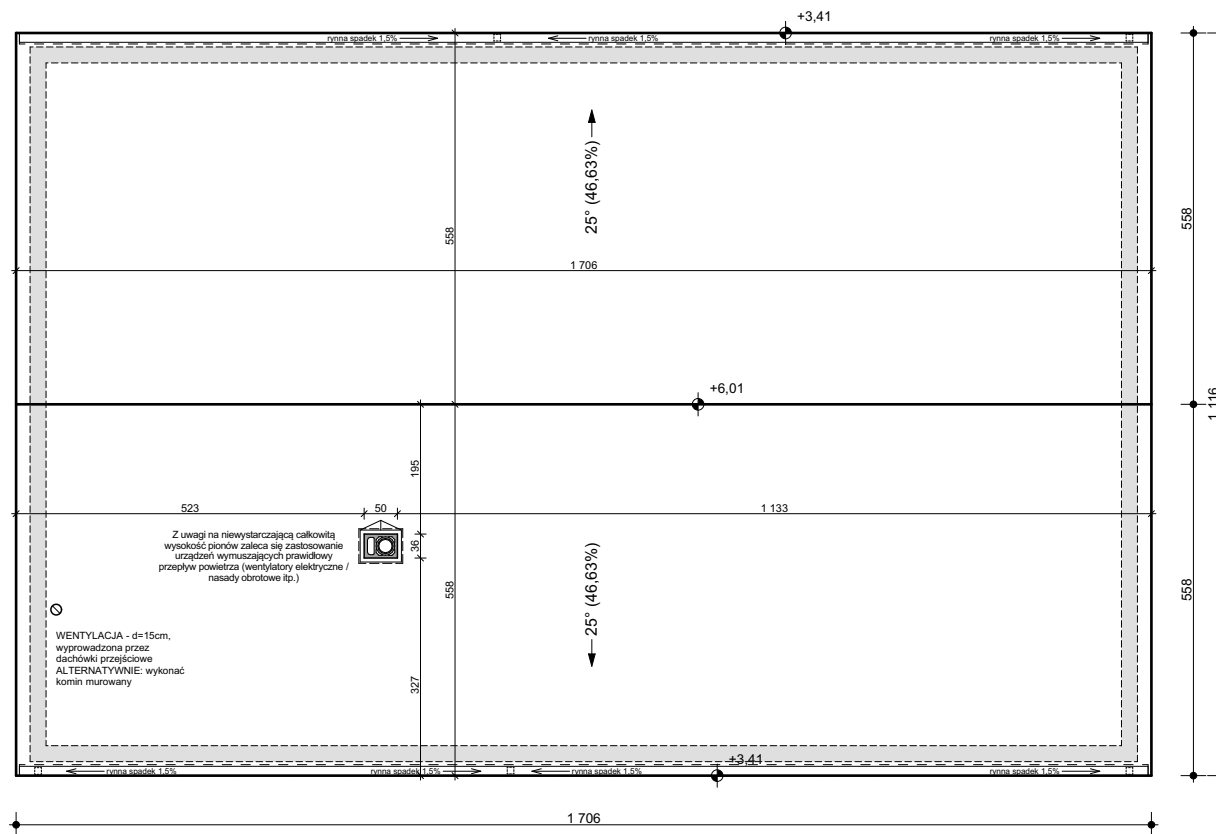 +3,41
rynna spadek 1,5%
rynna spadek 1,5%
rynna spadek 1,5%
25° (46,63%)
558
558
1 706
+6,01
1 116
195
523
50
1 133
Z uwagi na niewystarczającą całkowitą
wysokość pionów zaleca się zastosowanie
urządzeń wymuszających prawidłowy
przepływ powietrza (wentylatory elektryczne /
nasady obrotowe itp.)
36
25° (46,63%)
558
558
WENTYLACJA - d=15cm,
wyprowadzona przez
dachówki przejściowe
ALTERNATYWNIE: wykonać
komin murowany
327
+3,41
rynna spadek 1,5%
rynna spadek 1,5%
rynna spadek 1,5%
rynna spadek 1,5%
1 706